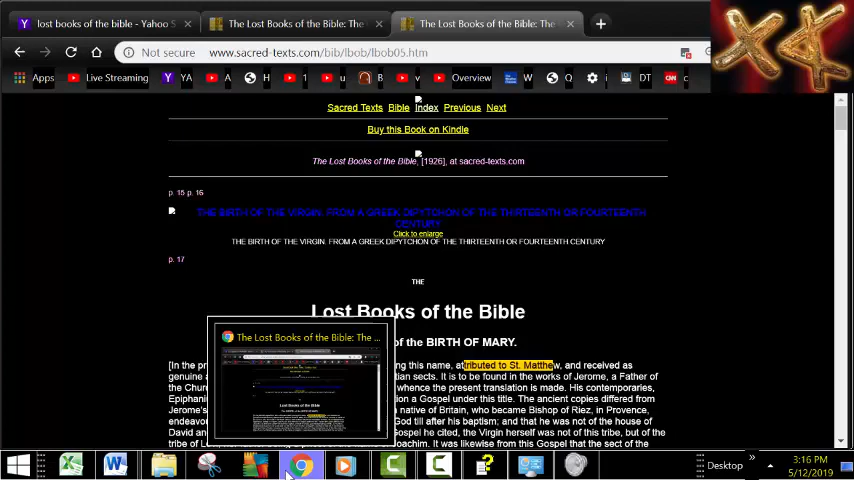 lost books of the bible - Yahoo S
The Lost Books of the Bible: The
The Lost Books of the Bible: The
Not secure
www.sacred-texts.com/bib/lbob/lbob05.htm
Apps Live Streaming YA A H 1 u B v Overview W Q i DT c
Sacred Texts Bible Index Previous Next
Buy this Book on Kindle
The Lost Books of the Bible, [1926], at sacred-texts.com
p. 15 p. 16
THE BIRTH OF THE VIRGIN. FROM A GREEK DIPYTCHON OF THE THIRTEENTH OR FOURTEENTH
CENTURY
Click to enlarge
THE BIRTH OF THE VIRGIN. FROM A GREEK DIPYTCHON OF THE THIRTEENTH OR FOURTEENTH CENTURY
p. 17
THE
Lost Books of the Bible
The Lost Books of the Bible: The ...
of the BIRTH OF MARY.
[In the pr
ing this name, attributed to St. Matthew, and received as
genuine a
tian sects. It is to be found in the works of Jerome, a Father of
the Churc
whence the present translation is made. His contemporaries,
Epiphani
on a Gospel under this title. The ancient copies differed from
Jerome's
native of Britain, who became Bishop of Riez, in Provence,
endeavo
God till after his baptism; and that he was not of the house of
David an
Gospel he cited, the Virgin herself was not of this tribe, but of the
tribe of L
oachim. It was likewise from this Gospel that the sect of the
Desktop
3:16 PM
5/12/2019